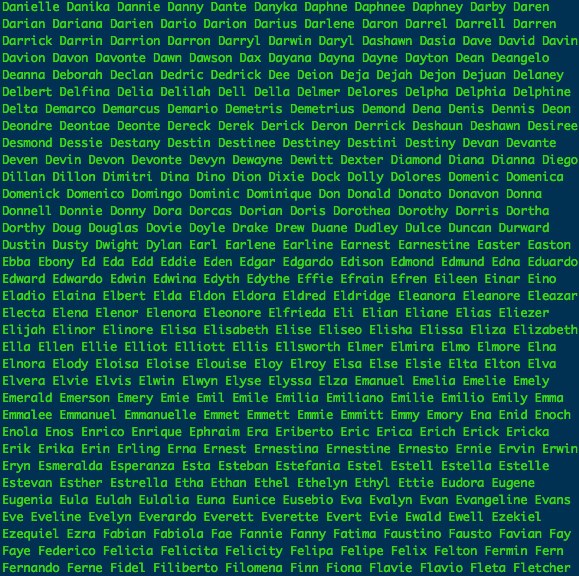 Danielle Danika Dannie Danny Dante Danyka Daphne Daphnee Daphney Darby Daren
Darian Dariana Darien Dario Darion Darius Darlene Daron Darrel Darrell Darren
Darrick Darrin Darrion Darron Darryl Darwin Daryl Dashawn Dasia Dave David Davin
Davion Davon Davonte Dawn Dawson Dax Dayana Dayna Dayne Dayton Dean Deangelo
Deanna Deborah Declan Dedric Dedrick Dee Deion Deja Dejah Dejon Dejuan Delaney
Delbert Delfina Delia Delilah Dell Della Delmer Delores Delpha Delphia Delphine
Delta Demarco Demarcus Demario Demetris Demetrius Demond Dena Denis Dennis Deon
Deondre Deontae Deonte Dereck Derek Derick Deron Derrick Deshaun Deshawn Desiree
Desmond Dessie Destany Destin Destinee Destiney Destini Destiny Devan Devante
Deven Devin Devon Devonte Devyn Dewayne Dewitt Dexter Diamond Diana Dianna Diego
Dillan Dillon Dimitri Dina Dino Dion Dixie Dock Dolly Dolores Domenic Domenica
Domenick Domenico Domingo Dominic Dominique Don Donald Donato Donavon Donna
Donnell Donnie Donny Dora Dorcas Dorian Doris Dorothea Dorothy Dorris Dortha
Dorthy Doug Douglas Dovie Doyle Drake Drew Duane Dudley Dulce Duncan Durward
Dustin Dusty Dwight Dylan Earl Earlene Earline Earnest Earnestine Easter Easton
Ebba Ebony Ed Eda Edd Eddie Eden Edgar Edgardo Edison Edmond Edmund Edna Eduardo
Edward Edwardo Edwin Edwina Edyth Edythe Effie Efrain Efren Eileen Einar Eino
Eladio Elaina Elbert Elda Eldon Eldora Eldred Eldridge Eleanora Eleanore Eleazar
Electa Elena Elenor Elenora Eleonore Elfrieda Eli Elian Eliane Elias Eliezer
Elijah Elinor Elinore Elisa Elisabeth Elise Eliseo Elisha Elissa Eliza Elizabeth
Ella Ellen Ellie Elliot Elliott Ellis Ellsworth Elmer Elmira Elmo Elmore Elna
Elnora Elody Eloisa Eloise Elouise Eloy Elroy Elsa Else Elsie Elta Elton Elva
Elvera Elvie Elvis Elwin Elwyn Elyse Elyssa Elza Emanuel Emelia Emelie Emely
Emerald Emerson Emery Emie Emil Emile Emilia Emiliano Emilie Emilio Emily Emma
Emmalee Emmanuel Emmanuelle Emmet Emmett Emmie Emmitt Emmy Emory Ena Enid Enoch
Enola Enos Enrico Enrique Ephraim Era Eriberto Eric Erica Erich Erick Ericka
Erik Erika Erin Erling Erna Ernest Ernestina Ernestine Ernesto Ernie Ervin Erwin
Eryn Esmeralda Esperanza Esta Esteban Estefania Estel Estell Estella Estelle
Estevan Esther Estrella Etha Ethan Ethel Ethelyn Ethyl Ettie Eudora Eugene
Eugenia Eula Eulah Eulalia Euna Eunice Eusebio Eva Evalyn Evan Evangeline Evans
Eve Eveline Evelyn Everardo Everett Everette Evert Evie Ewald Ewell Ezekiel
Ezequiel Ezra Fabian Fabiola Fae Fannie Fanny Fatima Faustino Fausto Favian Fay
Faye Federico Felicia Felicita Felicity Felipa Felipe Felix Felton Fermin Fern
Fernando Ferne Fidel Filiberto Filomena Finn Fiona Flavie Flavio Fleta Fletcher